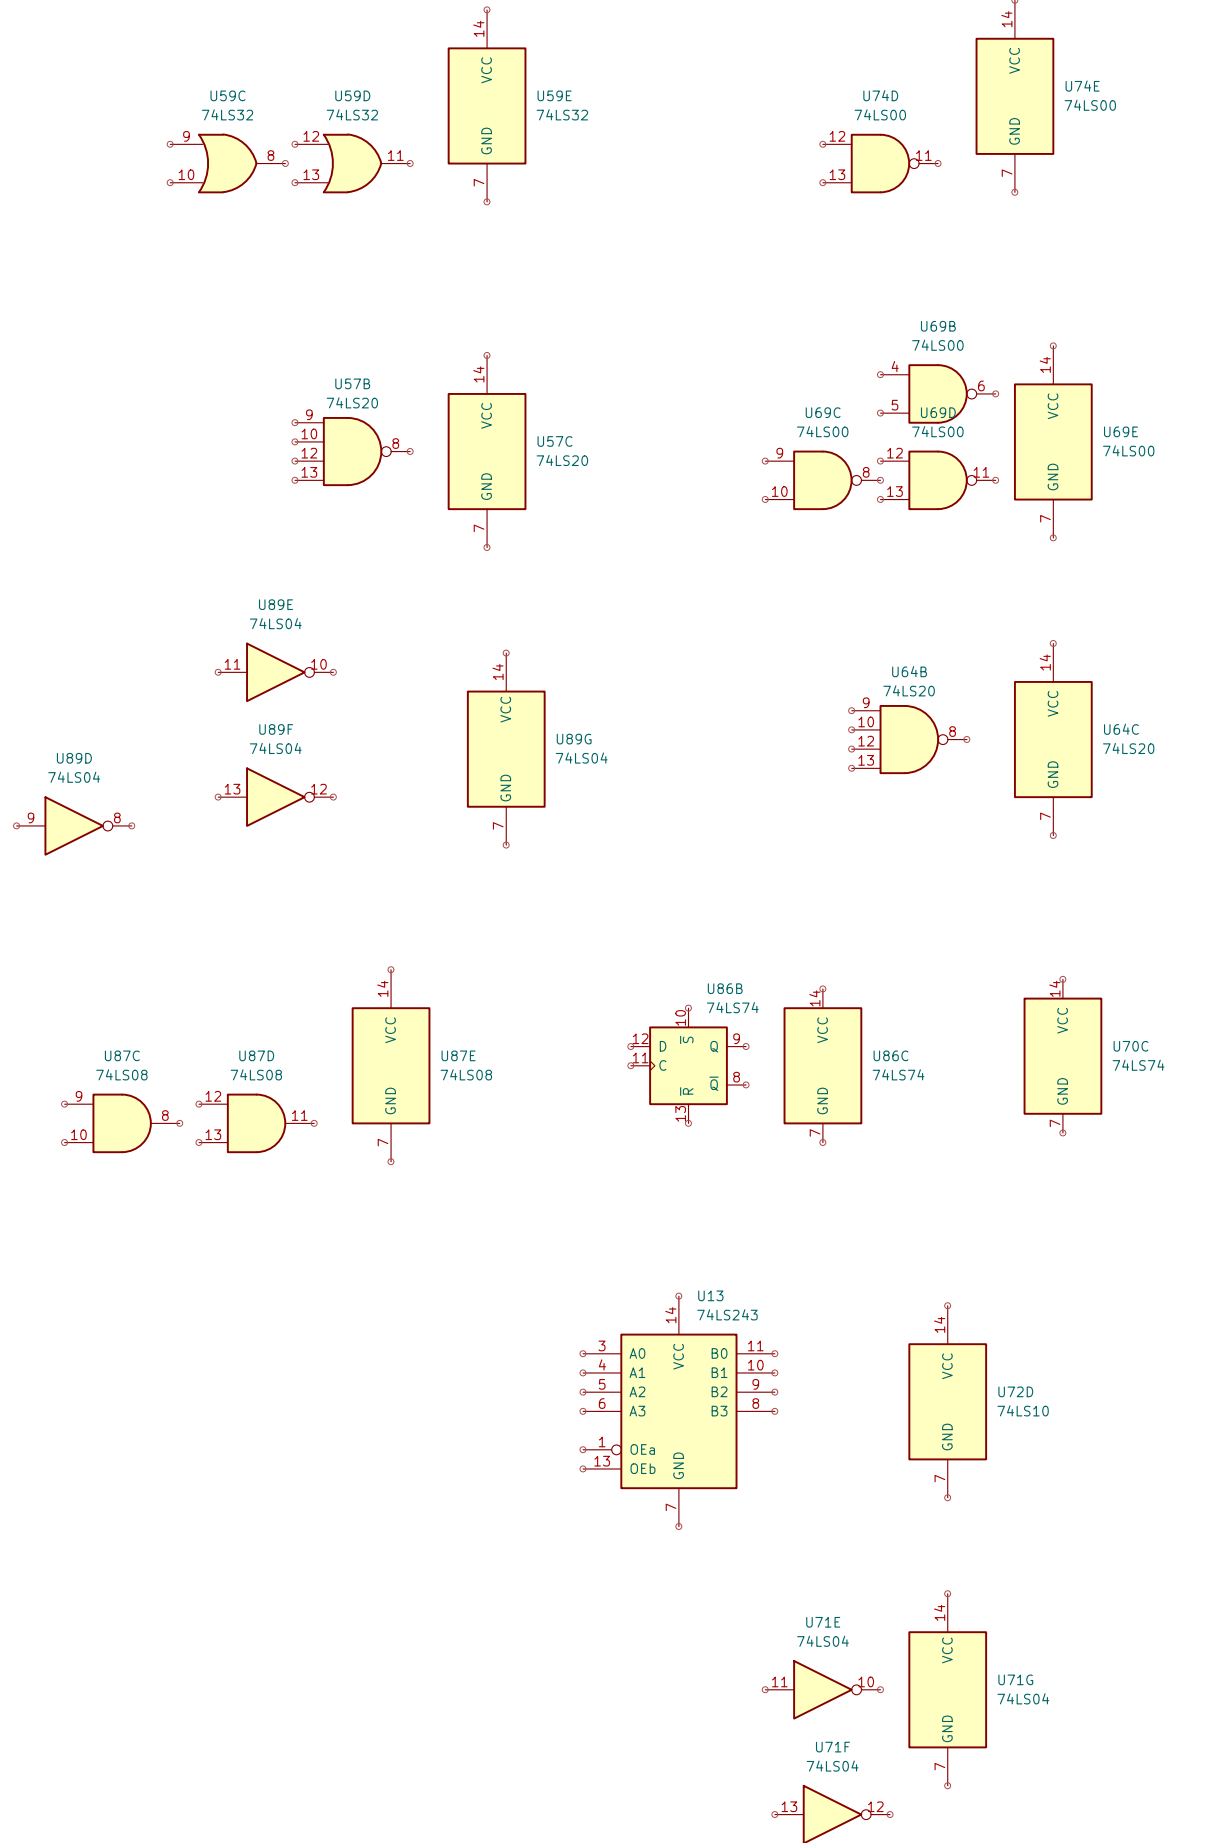 U59C
74LS32
9
8
10
U59D
74LS32
12
11
13
14
VCC
GND
7
U59E
74LS32
U74D
74LS00
12
11
13
14
VCC
GND
7
U74E
74LS00
U57B
74LS20
9
10
12
13
8
14
VCC
GND
7
U57C
74LS20
U69B
74LS00
4
6
5
U69C
74LS00
9
8
10
U69D
74LS00
12
11
13
14
VCC
GND
7
U69E
74LS00
U89E
74LS04
11
10
U89F
74LS04
13
12
U89D
74LS04
9
8
14
VCC
GND
7
U89G
74LS04
U64B
74LS20
9
10
12
13
8
14
VCC
GND
7
U64C
74LS20
U87C
74LS08
9
8
10
U87D
74LS08
12
11
13
14
VCC
GND
7
U87E
74LS08
U86B
74LS74
10
S
12
D
Q
9
11
C
Q
8
R
13
14
VCC
GND
7
U86C
74LS74
14
VCC
GND
7
U70C
74LS74
U13
74LS243
14
VCC
3
A0
B0
11
4
A1
B1
10
5
A2
B2
9
6
A3
B3
8
1
OEa
13
OEb
GND
7
14
VCC
GND
7
U72D
74LS10
U71E
74LS04
11
10
14
VCC
GND
7
U71G
74LS04
U71F
74LS04
13
12